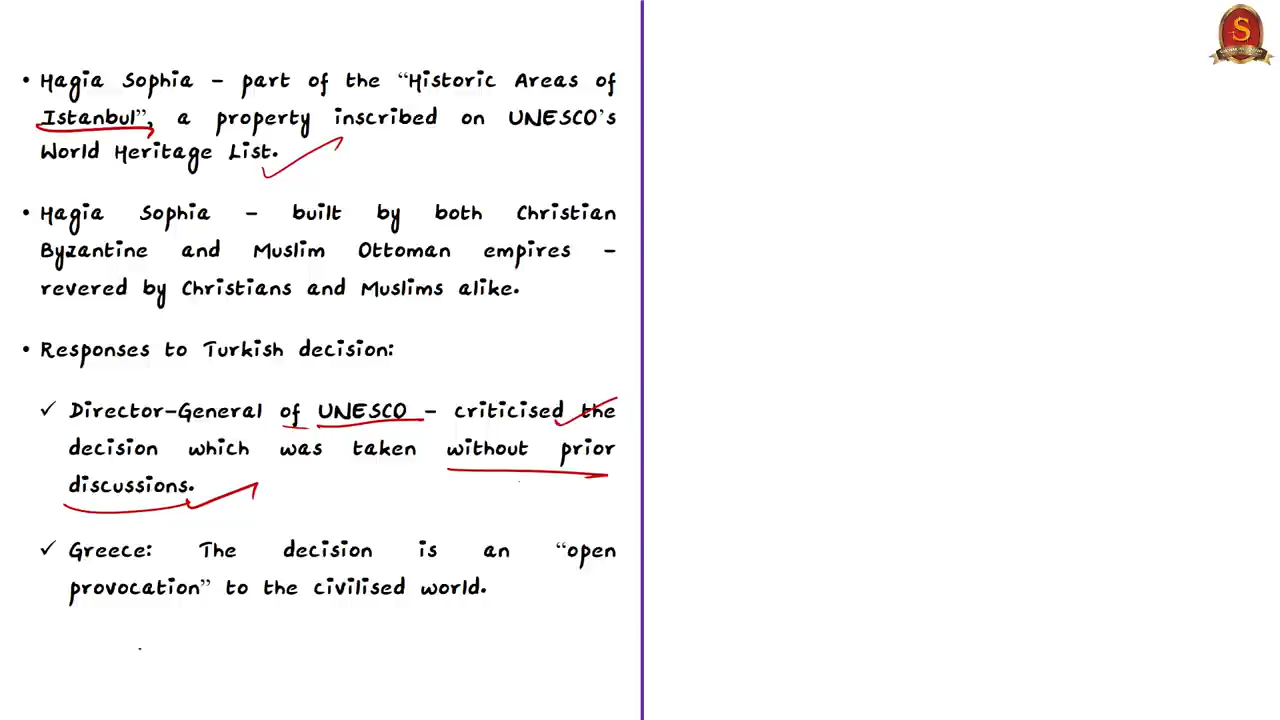 • Hagia Sophia – part of the “Historic Areas of
Istanbul”, a property inscribed on UNESCO’s
World Heritage List.
• Hagia Sophia – built by both Christian
Byzantine and Muslim Ottoman empires –
revered by Christians and Muslims alike.
• Responses to Turkish decision:
✓ Director-General of UNESCO – criticised the
decision which was taken without prior
discussions.
✓ Greece: The decision is an “open
provocation” to the civilised world.
S